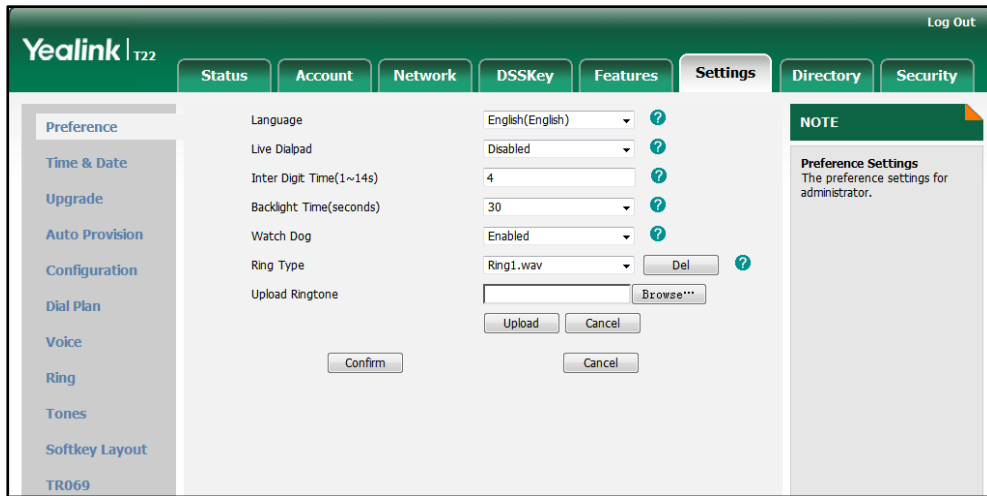 Log Out
Yealink | T22
Status Account Network DSSKey Features Settings Directory Security
Preference
Time & Date
Upgrade
Auto Provision
Configuration
Dial Plan
Voice
Ring
Tones
Softkey Layout
TR069
Language English(English) ?
Live Dialpad Disabled ?
Inter Digit Time(1~14s) 4 ?
Backlight Time(seconds) 30 ?
Watch Dog Enabled ?
Ring Type Ring1.wav Del ?
Upload Ringtone Browse...
Upload Cancel
Confirm Cancel
NOTE
Preference Settings
The preference settings for
administrator.